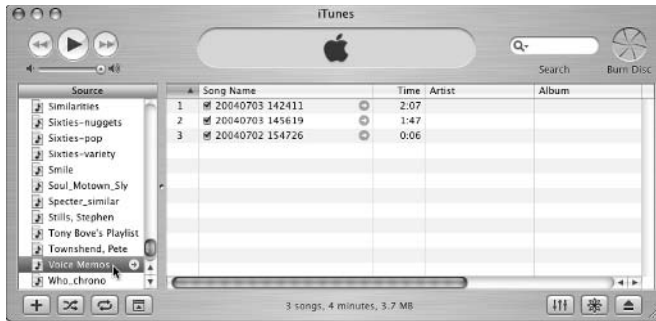 iTunes
Search
Burn Disc
Source
Song Name Time Artist Album
Similarities
Sixties-nuggets
Sixties-pop
Sixties-variety
Smile
Soul_Motown_Sly
Specter_similar
Stills, Stephen
Tony Bove's Playlist
Townshend, Pete
Voice Memos
Who_chrono
1 20040703 142411 2:07
2 20040703 145619 1:47
3 20040702 154726 0:06
3 songs, 4 minutes, 3.7 MB